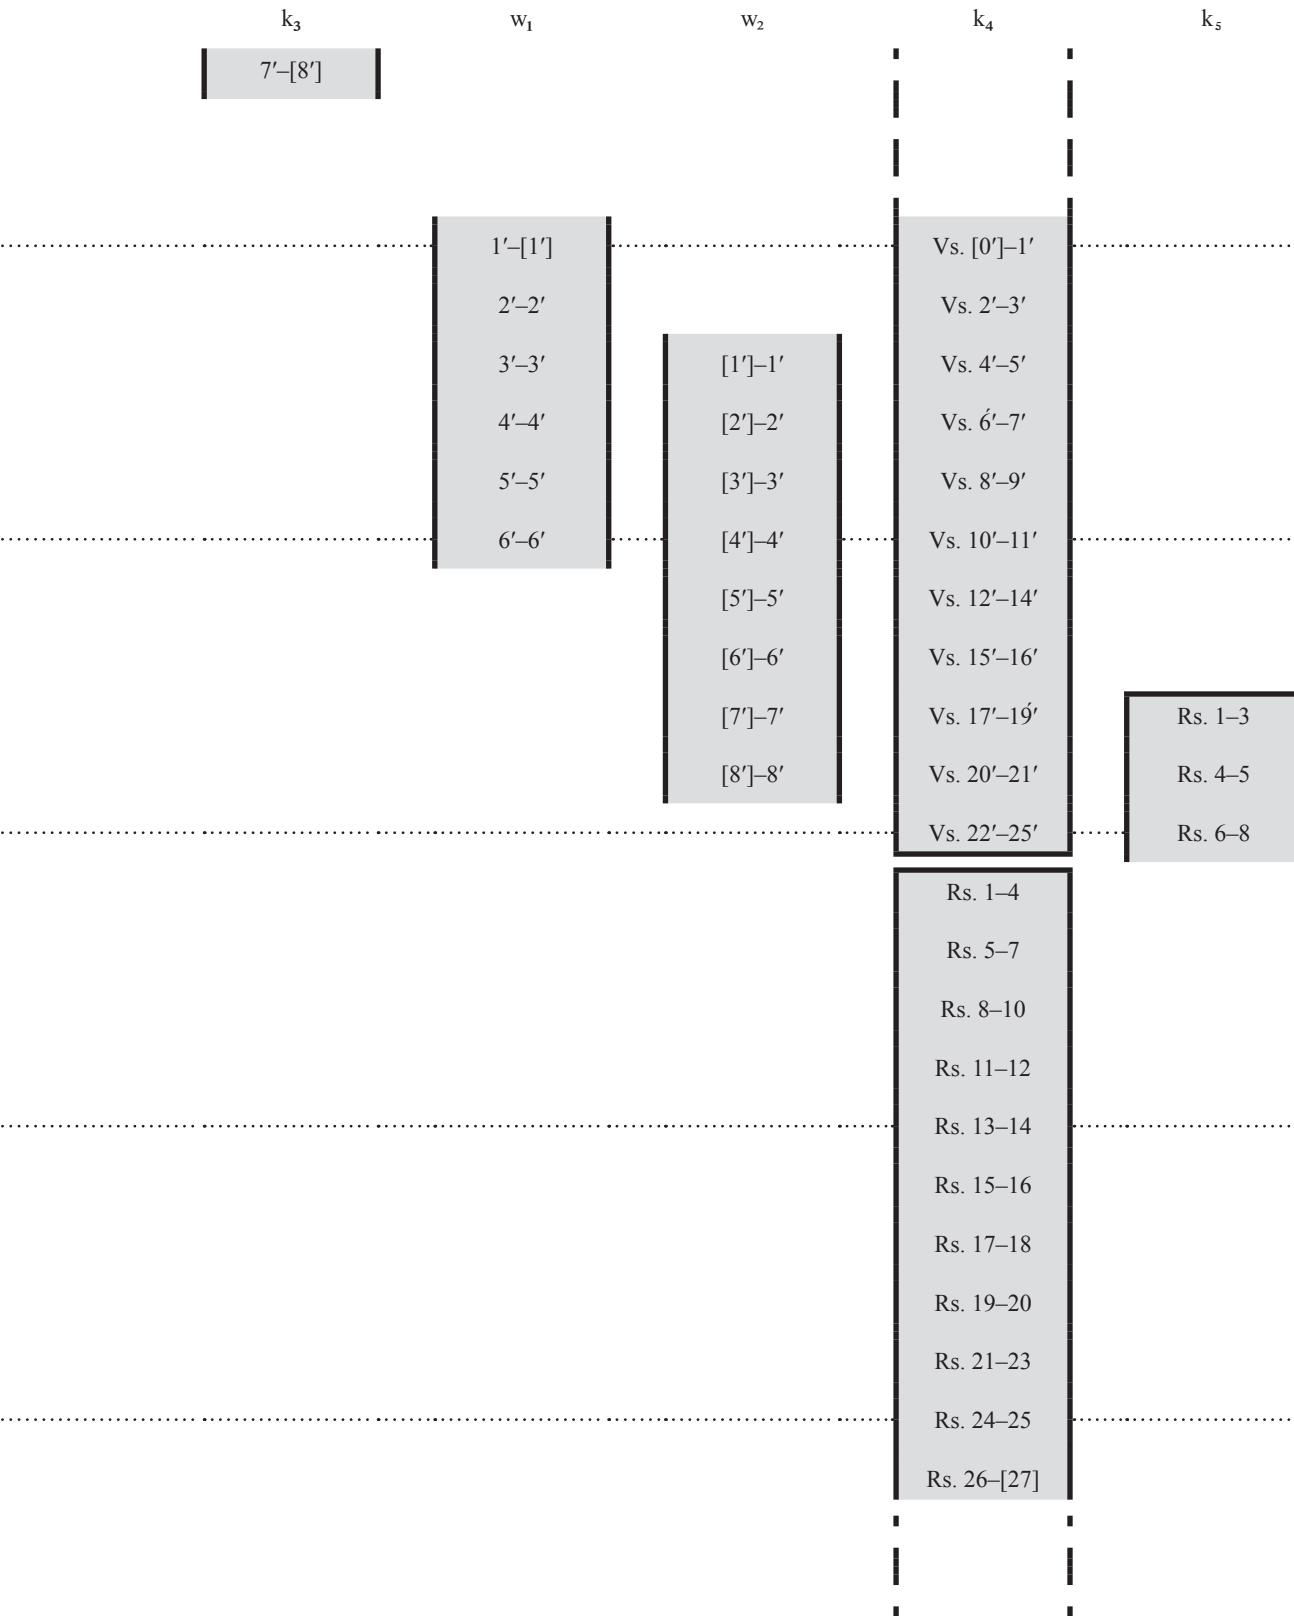 k₃ w₁ w₂ k₄ k₅
7′–[8′]
1′–[1′] Vs. [0′]–1′
2′–2′ Vs. 2′–3′
3′–3′ [1′]–1′ Vs. 4′–5′
4′–4′ [2′]–2′ Vs. 6́′–7′
5′–5′ [3′]–3′ Vs. 8′–9′
6′–6′ [4′]–4′ Vs. 10′–11′
[5′]–5′ Vs. 12′–14′
[6′]–6′ Vs. 15′–16′
[7′]–7′ Vs. 17′–19́′ Rs. 1–3
[8′]–8′ Vs. 20′–21′ Rs. 4–5
Vs. 22′–25′ Rs. 6–8
Rs. 1–4
Rs. 5–7
Rs. 8–10
Rs. 11–12
Rs. 13–14
Rs. 15–16
Rs. 17–18
Rs. 19–20
Rs. 21–23
Rs. 24–25
Rs. 26–[27]